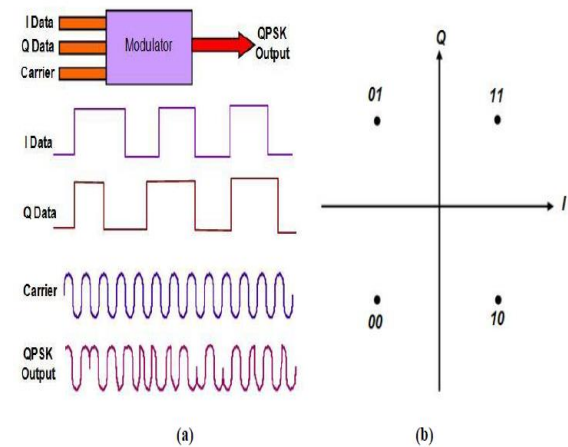 I Data
Q Data
Carrier
Modulator
QPSK
Output
I Data
Q Data
Carrier
QPSK
Output
(a)
Q
01
11
I
00
10
(b)